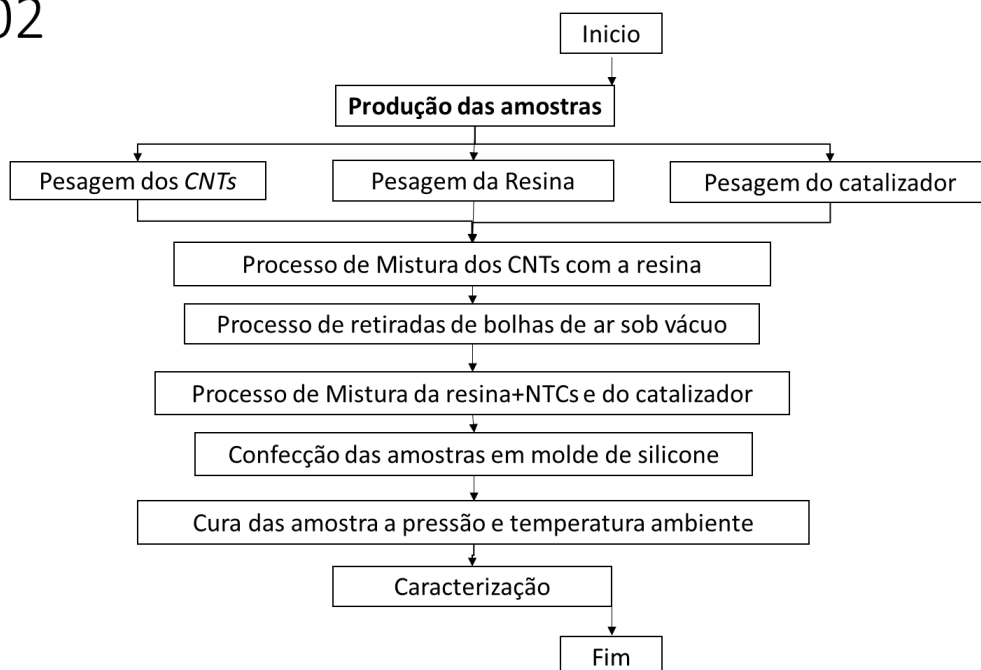 02
Inicio
Produção das amostras
Pesagem dos CNTs
Pesagem da Resina
Pesagem do catalizador
Processo de Mistura dos CNTs com a resina
Processo de retiradas de bolhas de ar sob vácuo
Processo de Mistura da resina+NTCs e do catalizador
Confecção das amostras em molde de silicone
Cura das amostra a pressão e temperatura ambiente
Caracterização
Fim